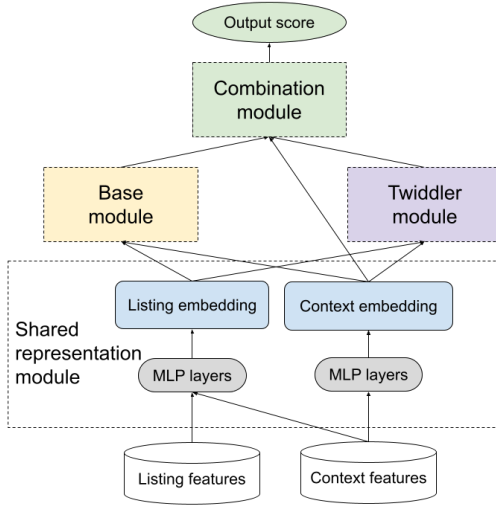 Output score
Combination
module
Base
module
Twiddler
module
Shared
representation
module
Listing embedding
Context embedding
MLP layers
MLP layers
Listing features
Context features